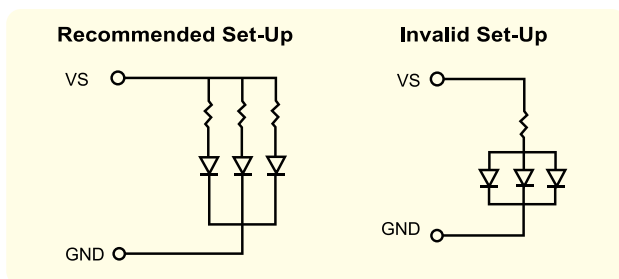 Recommended Set-Up
VS
GND
Invalid Set-Up
VS
GND